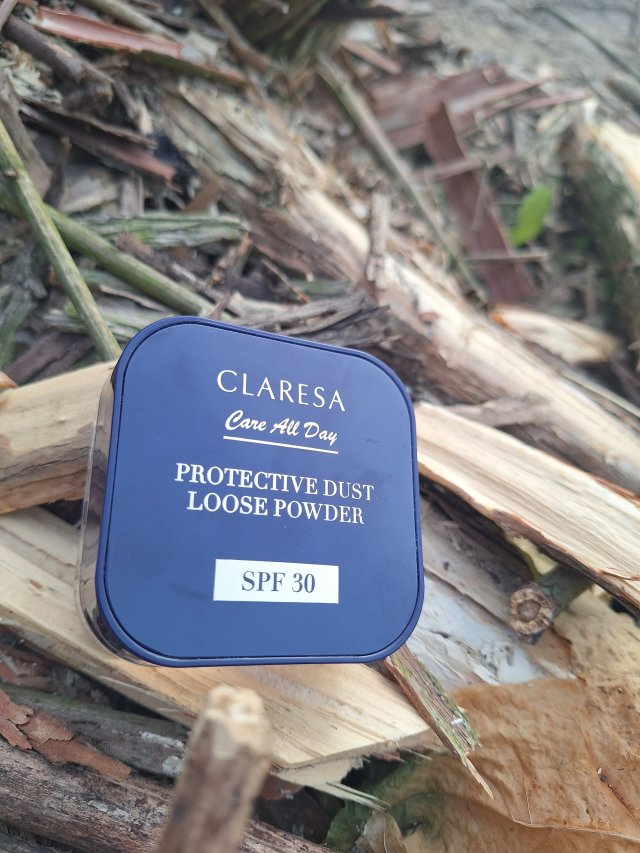 CLARESA
Care All Day
PROTECTIVE DUST
LOOSE POWDER
SPF 30